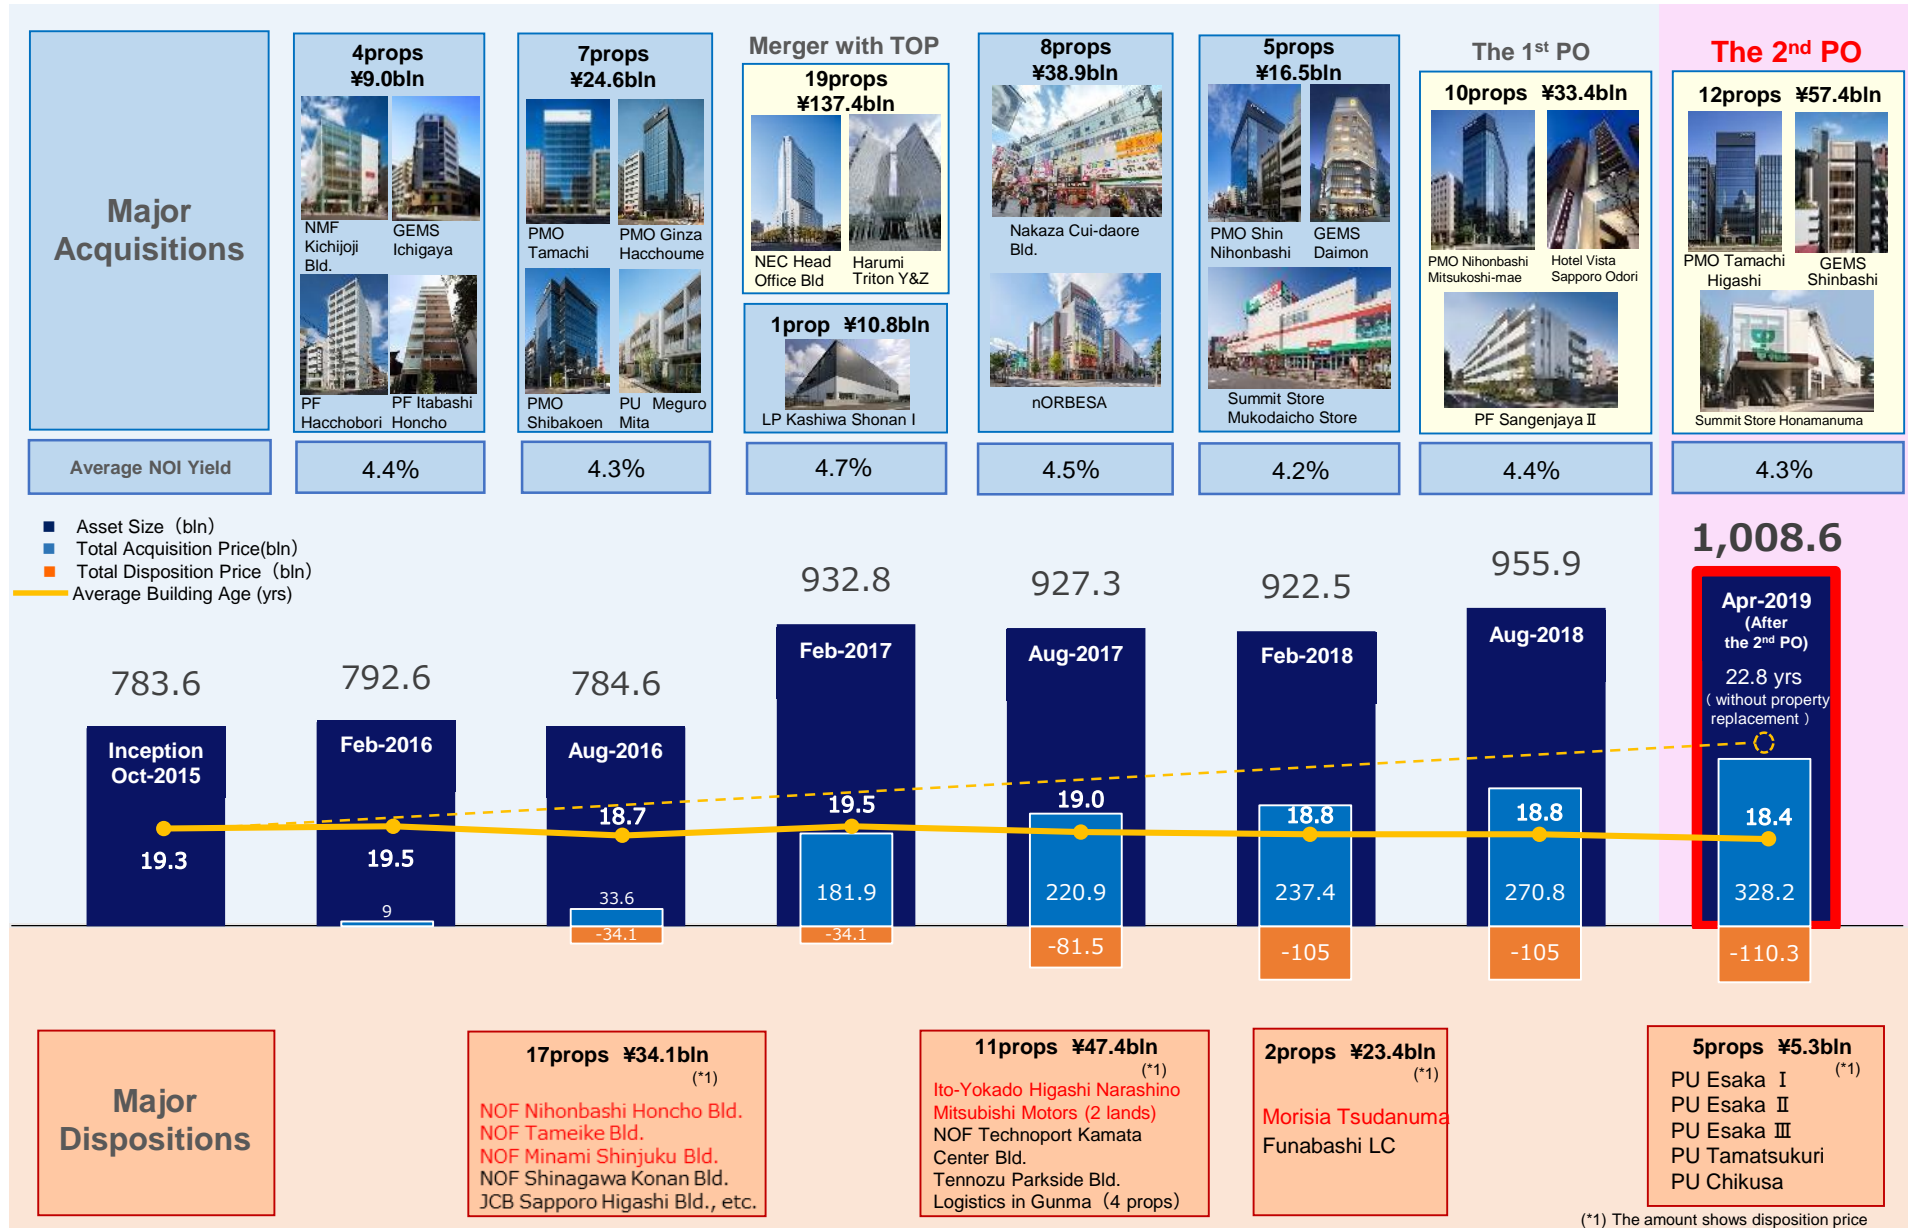 Major
Acquisitions
4props
¥9.0bln
NMF
Kichijoji
Bld.
GEMS
Ichigaya
PF
Hacchobori
PF Itabashi
Honcho
7props
¥24.6bln
PMO
Tamachi
PMO Ginza
Hacchoume
PMO
Shibakoen
PU Meguro
Mita
Merger with TOP
19props
¥137.4bln
NEC Head
Office Bld
Harumi
Triton Y&Z
1prop ¥10.8bln
LP Kashiwa Shonan I
8props
¥38.9bln
Nakaza Cui-daore
Bld.
nORBESA
5props
¥16.5bln
PMO Shin
Nihonbashi
GEMS
Daimon
Summit Store
Mukodaicho Store
The 1st PO
10props ¥33.4bln
PMO Nihonbashi
Mitsukoshi-mae
Hotel Vista
Sapporo Odori
PF Sangenjaya Ⅱ
The 2nd PO
12props ¥57.4bln
PMO Tamachi
Higashi
GEMS
Shinbashi
Summit Store Honamanuma
Average NOI Yield
4.4%
4.3%
4.7%
4.5%
4.2%
4.4%
4.3%
Asset Size（bln）
Total Acquisition Price(bln）
Total Disposition Price（bln）
Average Building Age (yrs)
783.6
792.6
784.6
932.8
927.3
922.5
955.9
1,008.6
Inception
Oct-2015
Feb-2016
Aug-2016
Feb-2017
Aug-2017
Feb-2018
Aug-2018
Apr-2019
(After
the 2nd PO)
22.8 yrs
( without property
replacement )
19.3
19.5
18.7
19.5
19.0
18.8
18.8
18.4
9
33.6
181.9
220.9
237.4
270.8
328.2
-34.1
-34.1
-81.5
-105
-105
-110.3
Major
Dispositions
17props ¥34.1bln
(*1)
NOF Nihonbashi Honcho Bld.
NOF Tameike Bld.
NOF Minami Shinjuku Bld.
NOF Shinagawa Konan Bld.
JCB Sapporo Higashi Bld., etc.
11props ¥47.4bln
(*1)
Ito-Yokado Higashi Narashino
Mitsubishi Motors (2 lands)
NOF Technoport Kamata
Center Bld.
Tennozu Parkside Bld.
Logistics in Gunma（4 props）
2props ¥23.4bln
(*1)
Morisia Tsudanuma
Funabashi LC
5props ¥5.3bln
(*1)
PU Esaka Ⅰ
PU Esaka Ⅱ
PU Esaka Ⅲ
PU Tamatsukuri
PU Chikusa
(*1) The amount shows disposition price